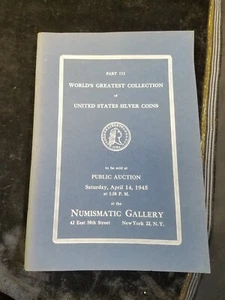 PART III
WORLD'S GREATEST COLLECTION
of
UNITED STATES SILVER COINS
to be sold at
PUBLIC AUCTION
Saturday, April 14, 1945
at 1:30 P. M.
at the
NUMISMATIC GALLERY
42 East 50th Street New York 22, N.Y.